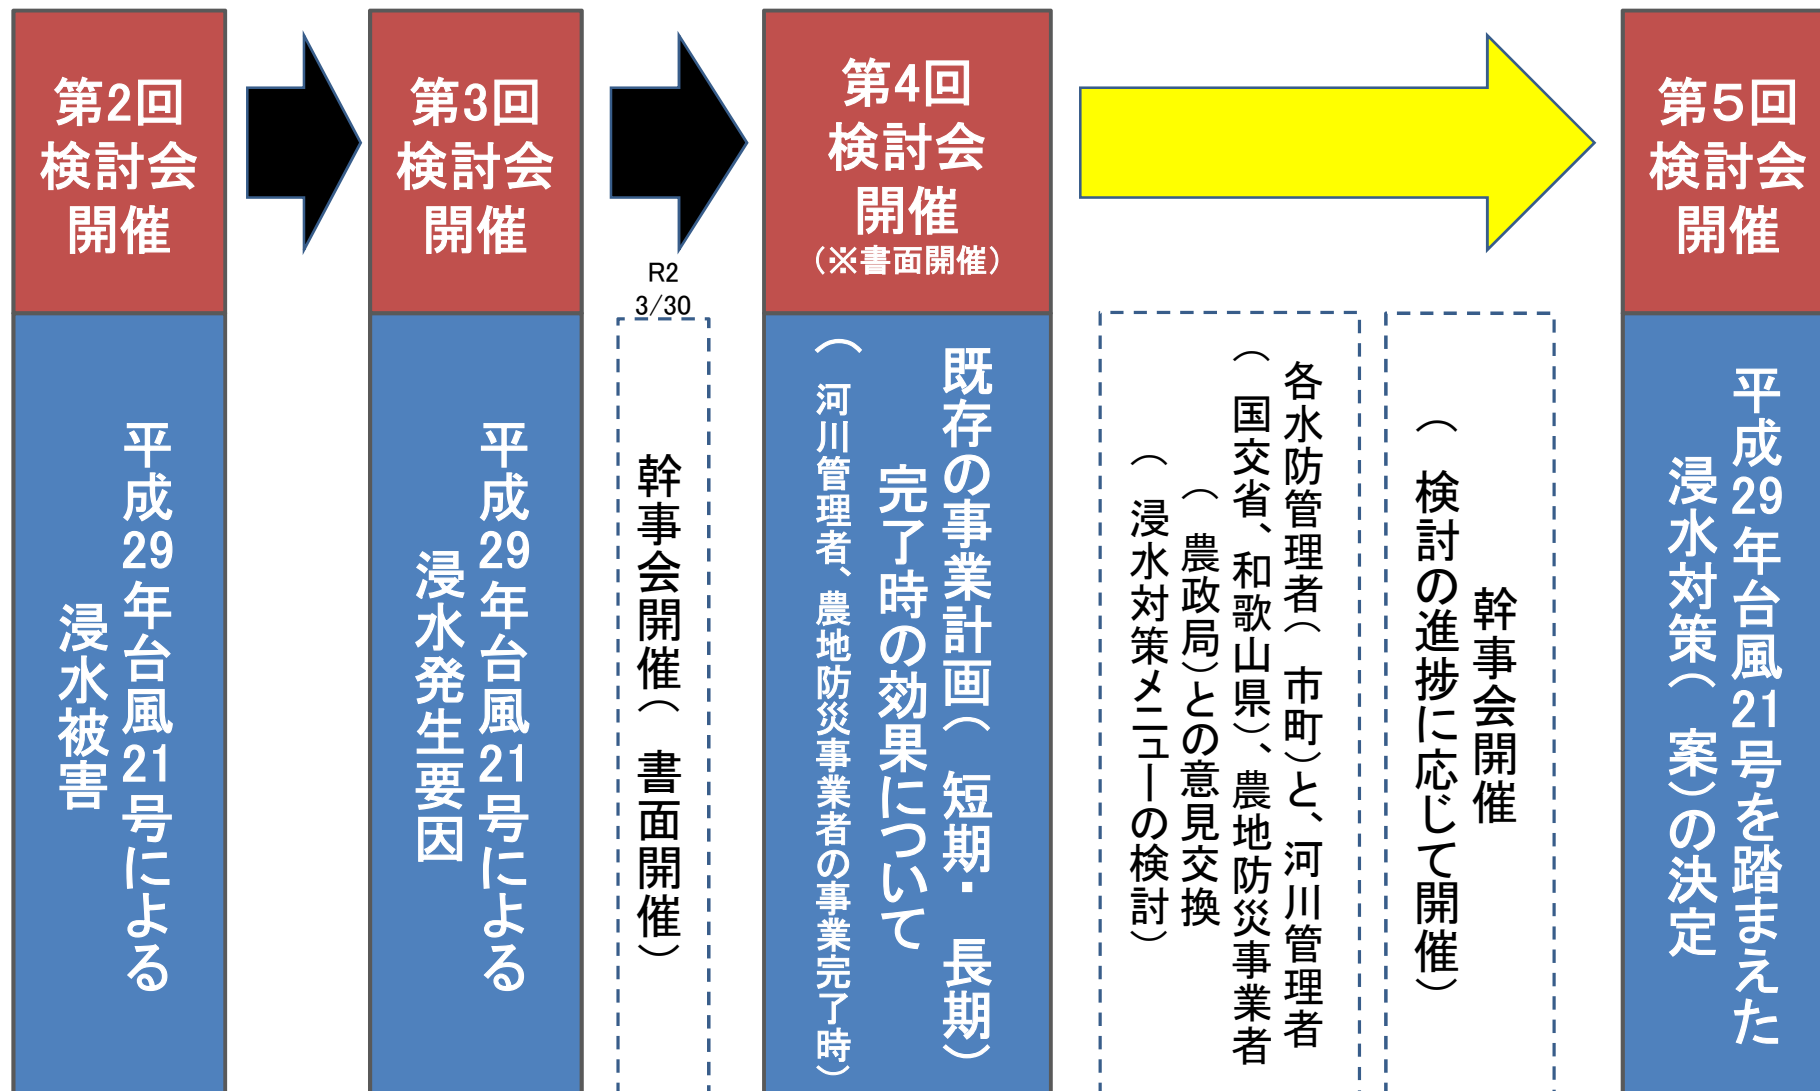 第2回
検討会
開催
平成29年台風21号による
浸水被害
第3回
検討会
開催
平成29年台風21号による
浸水発生要因
R2
3/30
幹事会開催（書面開催）
第4回
検討会
開催
（※書面開催）
既存の事業計画（短期・長期）
完了時の効果について
（河川管理者、農地防災事業者の事業完了時）
各水防管理者（市町）と、河川管理者
（国交省、和歌山県）、農地防災事業者
（農政局）との意見交換
（浸水対策メニューの検討）
幹事会開催
（検討の進捗に応じて開催）
第５回
検討会
開催
平成29年台風21号を踏まえた
浸水対策（案）の決定